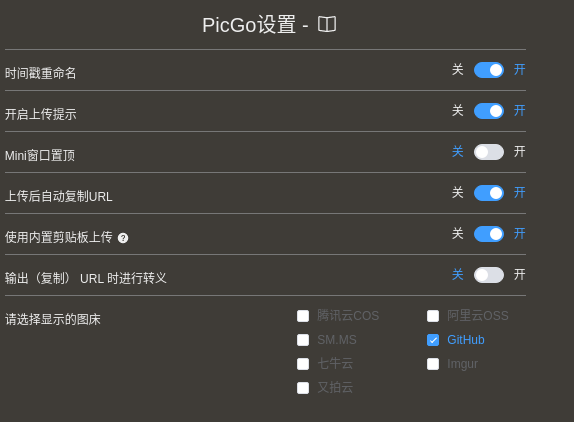 PicGo设置 -
时间戳重命名 关 开
开启上传提示 关 开
Mini窗口置顶 关 开
上传后自动复制URL 关 开
使用内置剪贴板上传 ? 关 开
输出（复制） URL 时进行转义 关 开
请选择显示的图床 腾讯云COS 阿里云OSS
SM.MS GitHub
七牛云 Imgur
又拍云